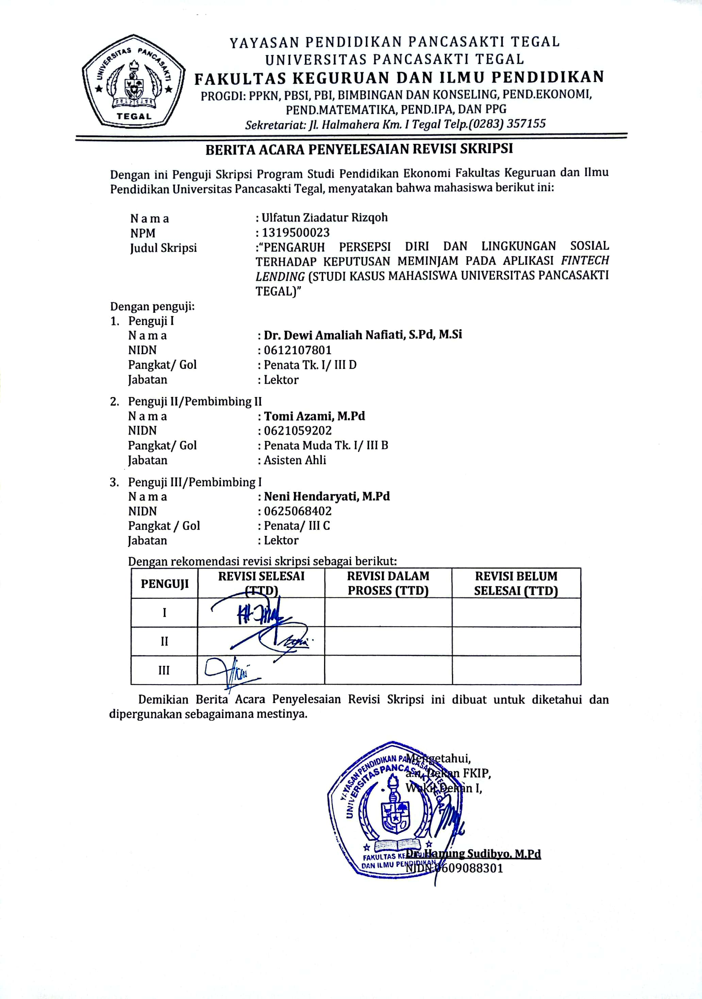 UNIVERSITAS PANCASAKTI
TEGAL
YAYASAN PENDIDIKAN PANCASAKTI TEGAL
UNIVERSITAS PANCASAKTI TEGAL
FAKULTAS KEGURUAN DAN ILMU PENDIDIKAN
PROGDI: PPKN, PBSI, PBI, BIMBINGAN DAN KONSELING, PEND.EKONOMI,
PEND.MATEMATIKA, PEND.IPA, DAN PPG
Sekretariat: Jl. Halmahera Km. I Tegal Telp.(0283) 357155
BERITA ACARA PENYELESAIAN REVISI SKRIPSI
Dengan ini Penguji Skripsi Program Studi Pendidikan Ekonomi Fakultas Keguruan dan Ilmu
Pendidikan Universitas Pancasakti Tegal, menyatakan bahwa mahasiswa berikut ini:
N a m a : Ulfatun Ziadatur Rizqoh
NPM : 1319500023
Judul Skripsi :"PENGARUH PERSEPSI DIRI DAN LINGKUNGAN SOSIAL
TERHADAP KEPUTUSAN MEMINJAM PADA APLIKASI FINTECH
LENDING (STUDI KASUS MAHASISWA UNIVERSITAS PANCASAKTI
TEGAL)"
Dengan penguji:
1. Penguji I
N a m a : Dr. Dewi Amaliah Nafiati, S.Pd, M.Si
NIDN : 0612107801
Pangkat/ Gol : Penata Tk. I/ III D
Jabatan : Lektor
2. Penguji II/Pembimbing II
N a m a : Tomi Azami, M.Pd
NIDN : 0621059202
Pangkat/ Gol : Penata Muda Tk. I/ III B
Jabatan : Asisten Ahli
3. Penguji III/Pembimbing I
N a m a : Neni Hendaryati, M.Pd
NIDN : 0625068402
Pangkat / Gol : Penata/ III C
Jabatan : Lektor
Dengan rekomendasi revisi skripsi sebagai berikut:
PENGUJI REVISI SELESAI (TTD) REVISI DALAM PROSES (TTD) REVISI BELUM SELESAI (TTD)
I
II
III
Demikian Berita Acara Penyelesaian Revisi Skripsi ini dibuat untuk diketahui dan
dipergunakan sebagaimana mestinya.
Mengetahui,
a.n. Dekan FKIP,
Wakil Dekan I,
YAYASAN PENDIDIKAN PANCASAKTI TEGAL
UNIVERSITAS PANCASAKTI TEGAL
FAKULTAS KEGURUAN
DAN ILMU PENDIDIKAN
Dr. Hanung Sudibyo, M.Pd
NIDN.0609088301